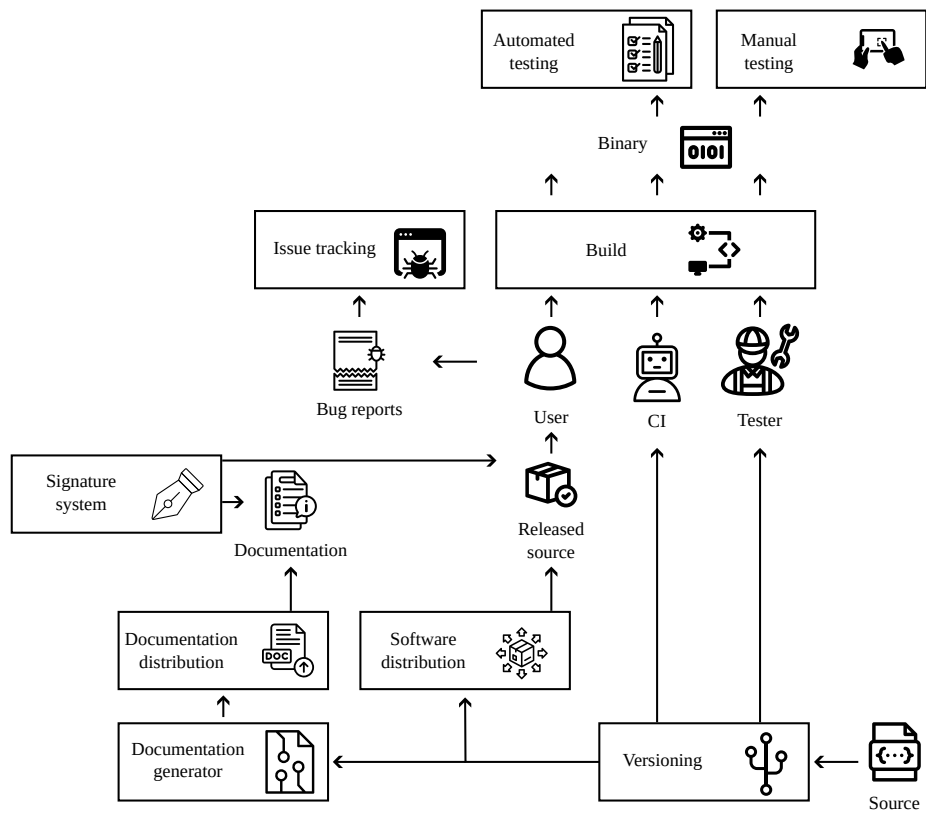 Automated
testing
Manual
testing
Binary
0101
Issue tracking
Build
Bug reports
User
CI
Tester
Signature
system
Documentation
Released
source
Documentation
distribution
DOC
Software
distribution
Documentation
generator
Versioning
{...}
Source